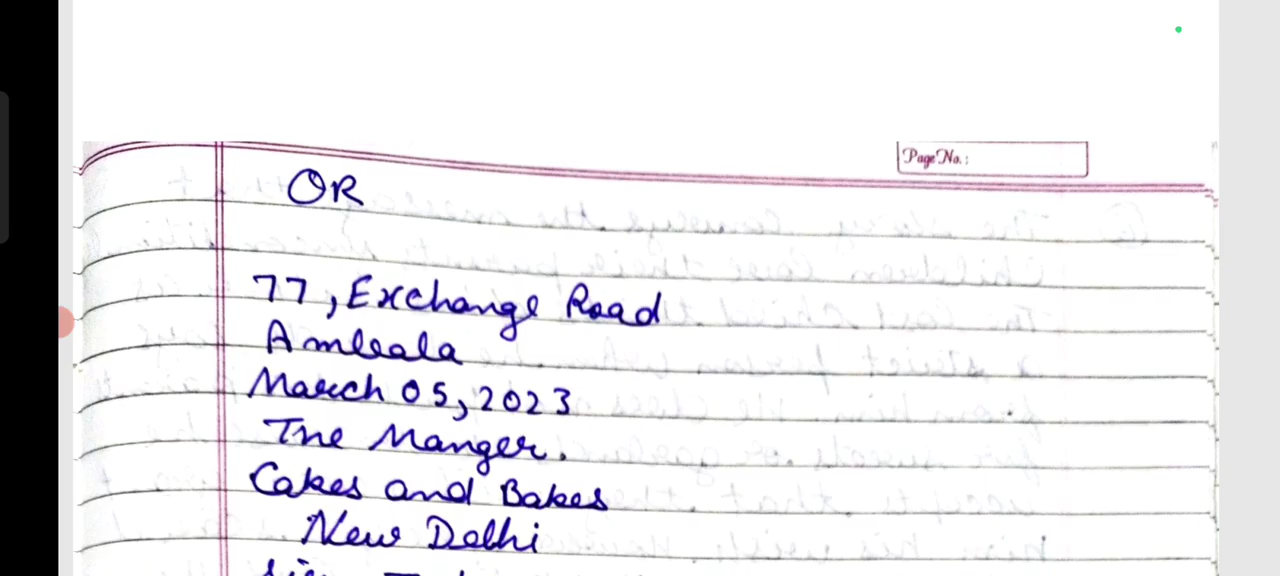 Page No.:
OR
77, Exchange Road
Ambala
March 05, 2023
The Manger.
Cakes and Bakes
New Delhi